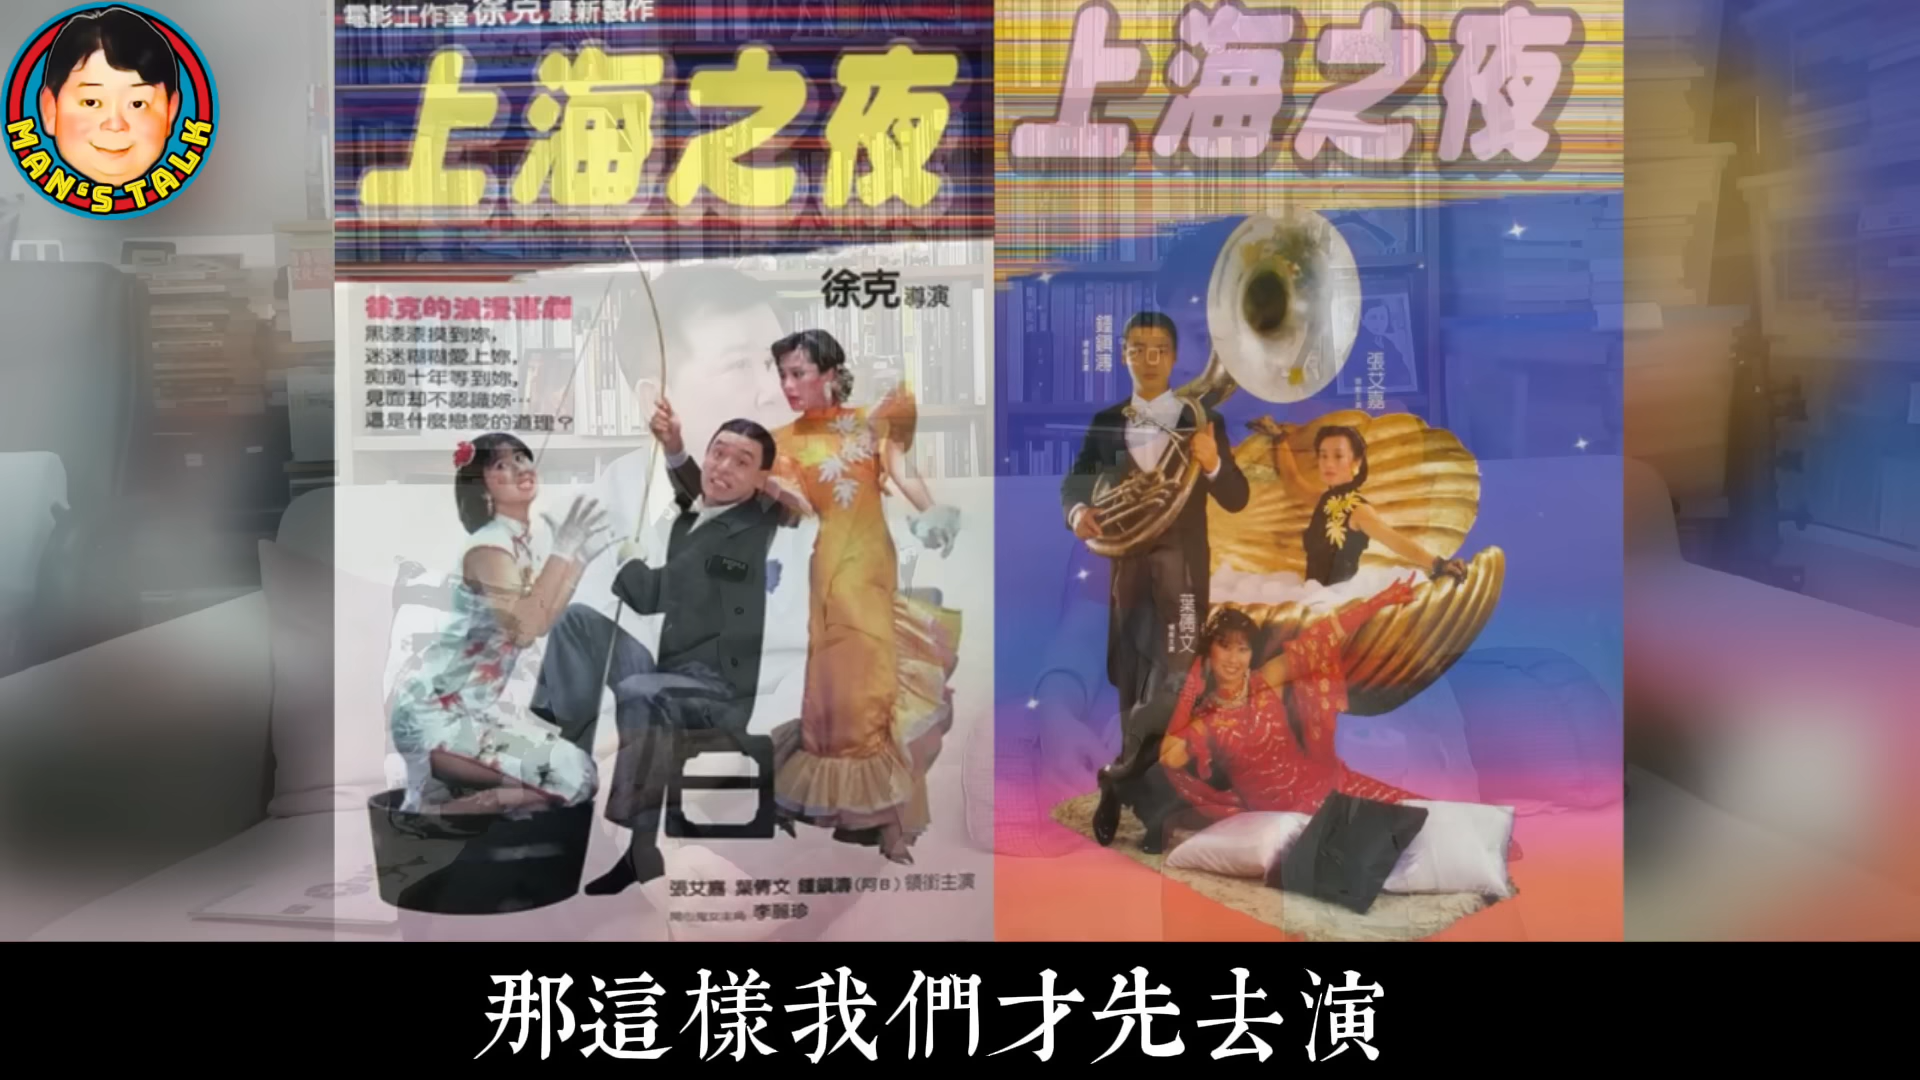 MAN'S TALK
電影工作室徐克最新製作
上海之夜
徐克導演
徐克的浪漫喜劇
黑漆漆摸到妳,
迷迷糊糊愛上妳,
痴痴十年等到妳,
見面却不認識妳…
這是什麼戀愛的道理?
張艾嘉 葉倩文 鍾鎮濤(阿B)領銜主演
李麗珍
上海之夜
鍾鎮濤
張艾嘉
葉蒨文
那這樣我們才先去演